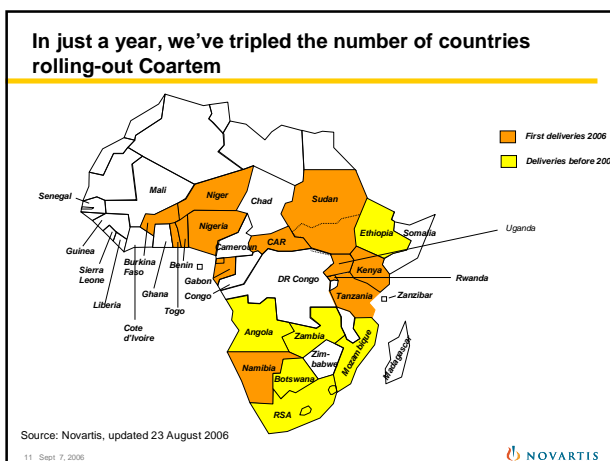 In just a year, we've tripled the number of countries
rolling-out Coartem
First deliveries 2006
Deliveries before 200
Senegal
Mali
Niger
Chad
Sudan
Nigeria
Ethiopia
Somalia
Uganda
Guinea
Sierra
Leone
Liberia
Cote
d'Ivoire
Burkina
Faso
Ghana
Togo
Benin
Cameroun
CAR
Gabon
Congo
DR Congo
Kenya
Rwanda
Tanzania
Zanzibar
Angola
Zambia
Mozambique
Madagascar
Zim-
babwe
Namibia
Botswana
RSA
Source: Novartis, updated 23 August 2006
11 Sept 7, 2006
NOVARTIS